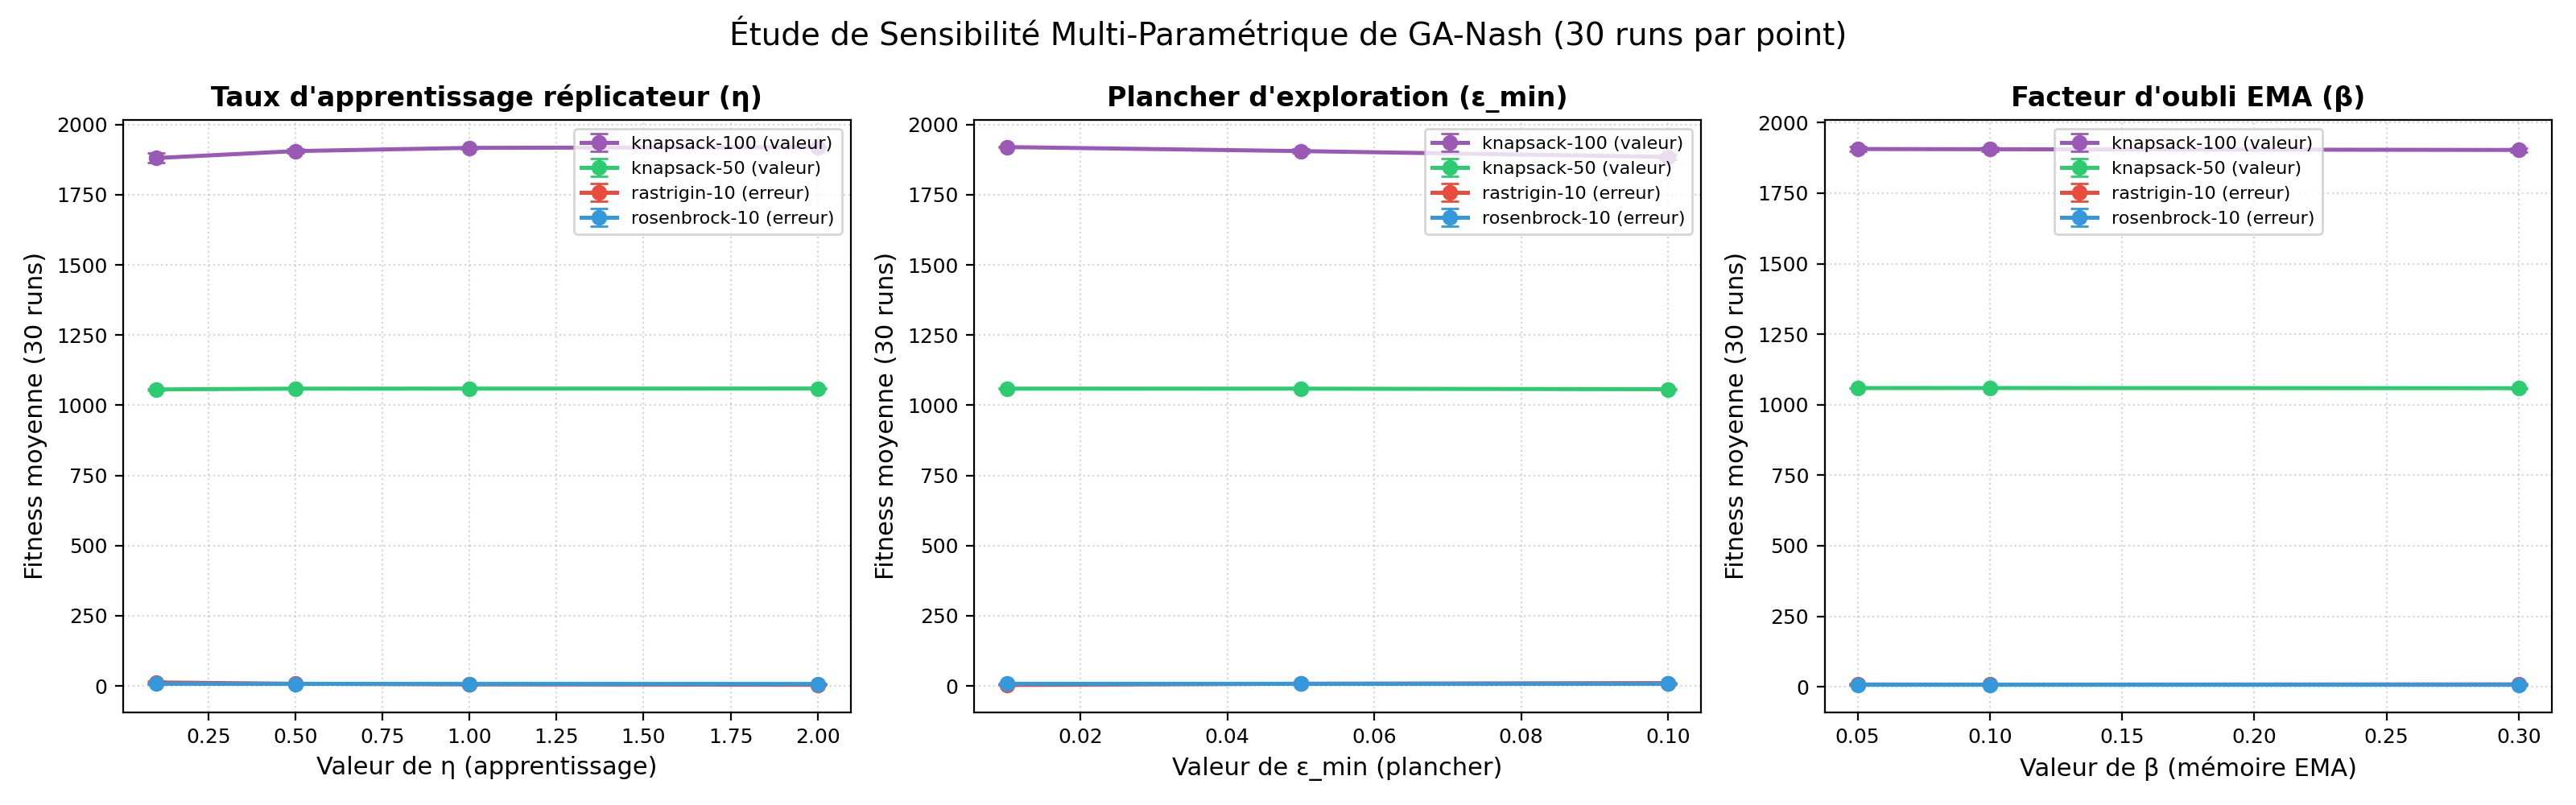 Étude de Sensibilité Multi-Paramétrique de GA-Nash (30 runs par point)
Taux d'apprentissage réplicateur (η)
2000
1750
1500
1250
1000
750
500
250
0
Fitness moyenne (30 runs)
knapsack-100 (valeur)
knapsack-50 (valeur)
rastrigin-10 (erreur)
rosenbrock-10 (erreur)
0.25 0.50 0.75 1.00 1.25 1.50 1.75 2.00
Valeur de η (apprentissage)
Plancher d'exploration (ε_min)
2000
1750
1500
1250
1000
750
500
250
0
Fitness moyenne (30 runs)
knapsack-100 (valeur)
knapsack-50 (valeur)
rastrigin-10 (erreur)
rosenbrock-10 (erreur)
0.02 0.04 0.06 0.08 0.10
Valeur de ε_min (plancher)
Facteur d'oubli EMA (β)
2000
1750
1500
1250
1000
750
500
250
0
Fitness moyenne (30 runs)
knapsack-100 (valeur)
knapsack-50 (valeur)
rastrigin-10 (erreur)
rosenbrock-10 (erreur)
0.05 0.10 0.15 0.20 0.25 0.30
Valeur de β (mémoire EMA)